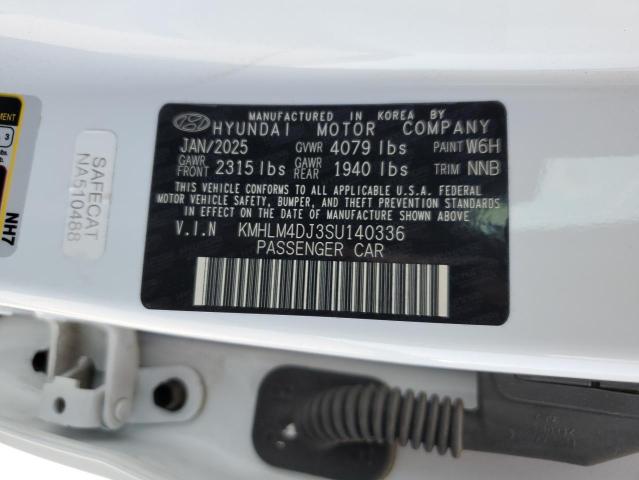 MANUFACTURED IN KOREA BY
HYUNDAI MOTOR COMPANY
JAN/2025 GVWR 4079 lbs PAINT W6H
GAWR FRONT 2315 lbs GAWR REAR 1940 lbs TRIM NNB
THIS VEHICLE CONFORMS TO ALL APPLICABLE U.S.A. FEDERAL
MOTOR VEHICLE SAFETY, BUMPER, AND THEFT PREVENTION STANDARDS
IN EFFECT ON THE DATE OF MANUFACTURE SHOWN ABOVE.
V.I.N KMHLM4DJ3SU140336
PASSENGER CAR
SAFECAT
NA510488
NH7
3